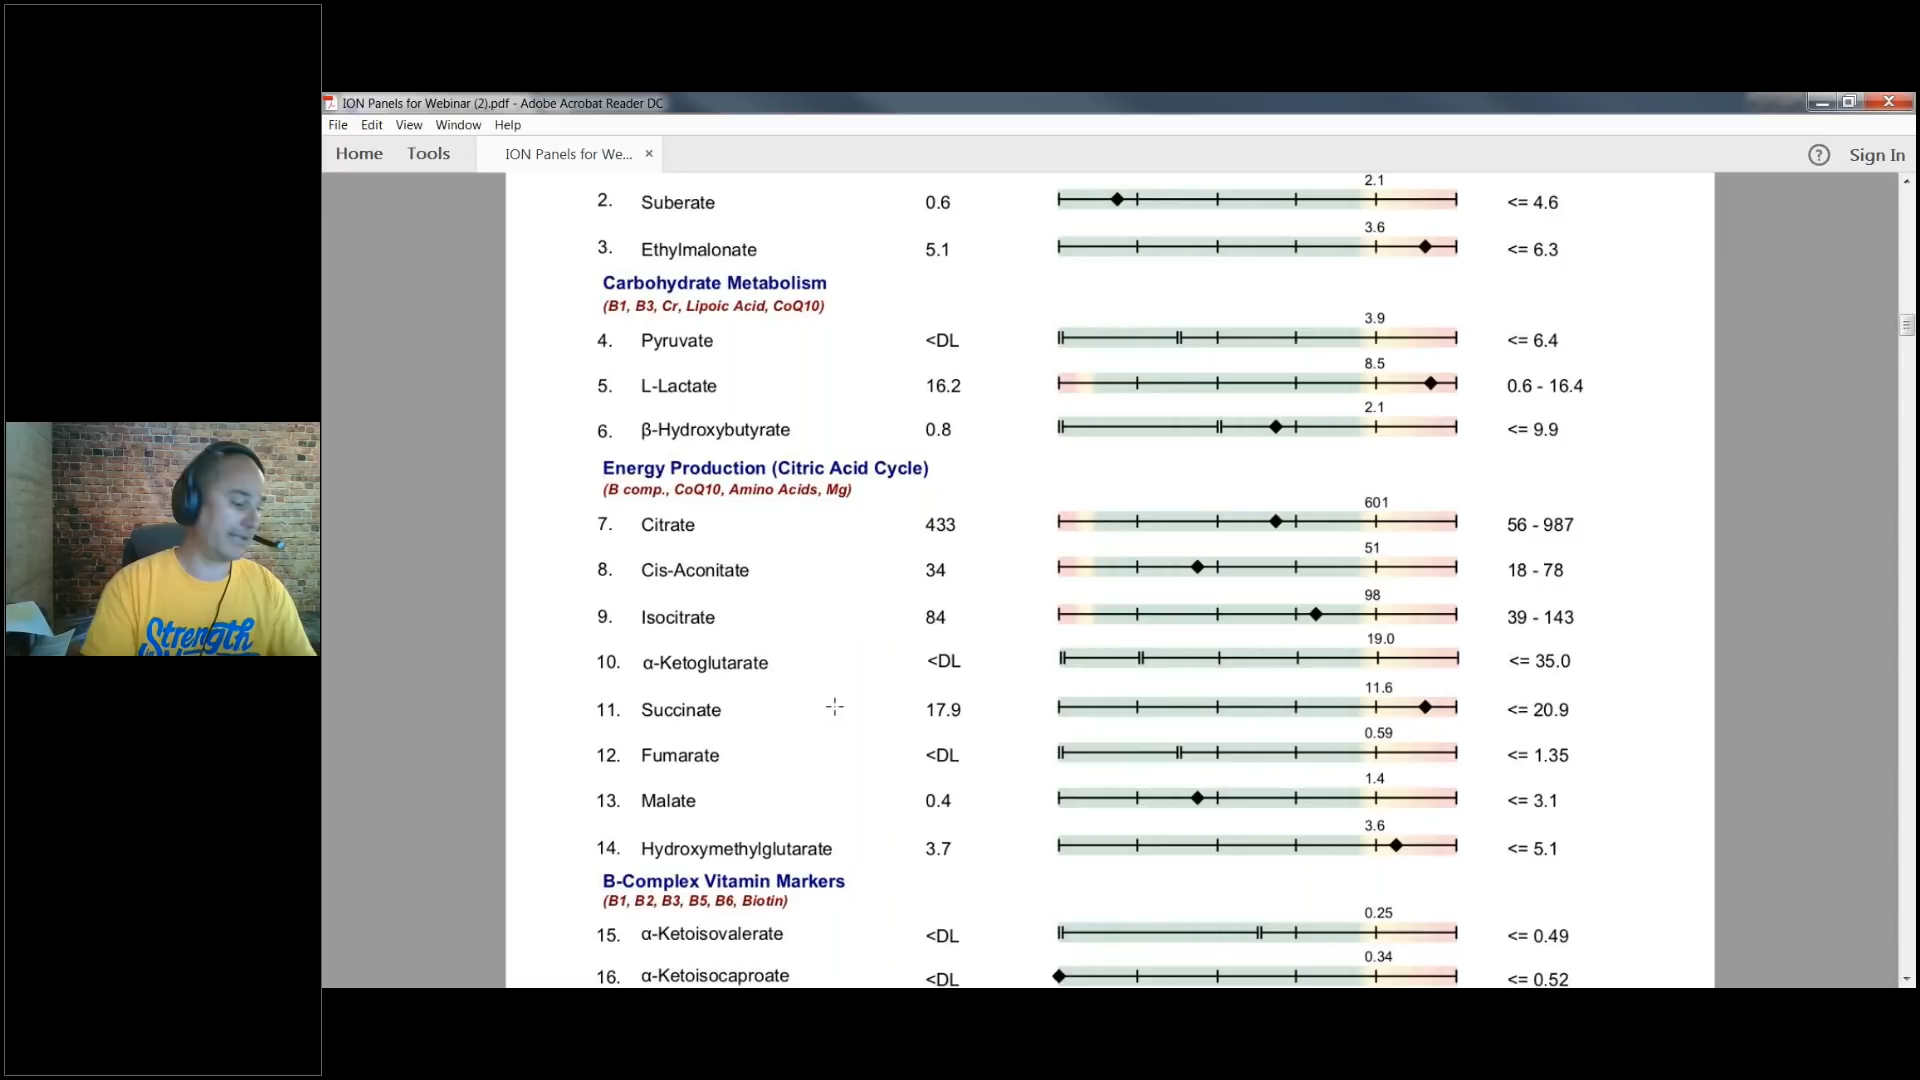 ION Panels for Webinar (2).pdf - Adobe Acrobat Reader DC
File Edit View Window Help
Home Tools ION Panels for We... × ? Sign In
2.1
2. Suberate 0.6 <= 4.6
3.6
3. Ethylmalonate 5.1 <= 6.3
Carbohydrate Metabolism
(B1, B3, Cr, Lipoic Acid, CoQ10)
3.9
4. Pyruvate <DL <= 6.4
8.5
5. L-Lactate 16.2 0.6 - 16.4
2.1
6. β-Hydroxybutyrate 0.8 <= 9.9
Energy Production (Citric Acid Cycle)
(B comp., CoQ10, Amino Acids, Mg)
601
7. Citrate 433 56 - 987
51
8. Cis-Aconitate 34 18 - 78
98
9. Isocitrate 84 39 - 143
19.0
10. α-Ketoglutarate <DL <= 35.0
11.6
11. Succinate 17.9 <= 20.9
0.59
12. Fumarate <DL <= 1.35
1.4
13. Malate 0.4 <= 3.1
3.6
14. Hydroxymethylglutarate 3.7 <= 5.1
B-Complex Vitamin Markers
(B1, B2, B3, B5, B6, Biotin)
0.25
15. α-Ketoisovalerate <DL <= 0.49
0.34
16. α-Ketoisocaproate <DL <= 0.52
Strength